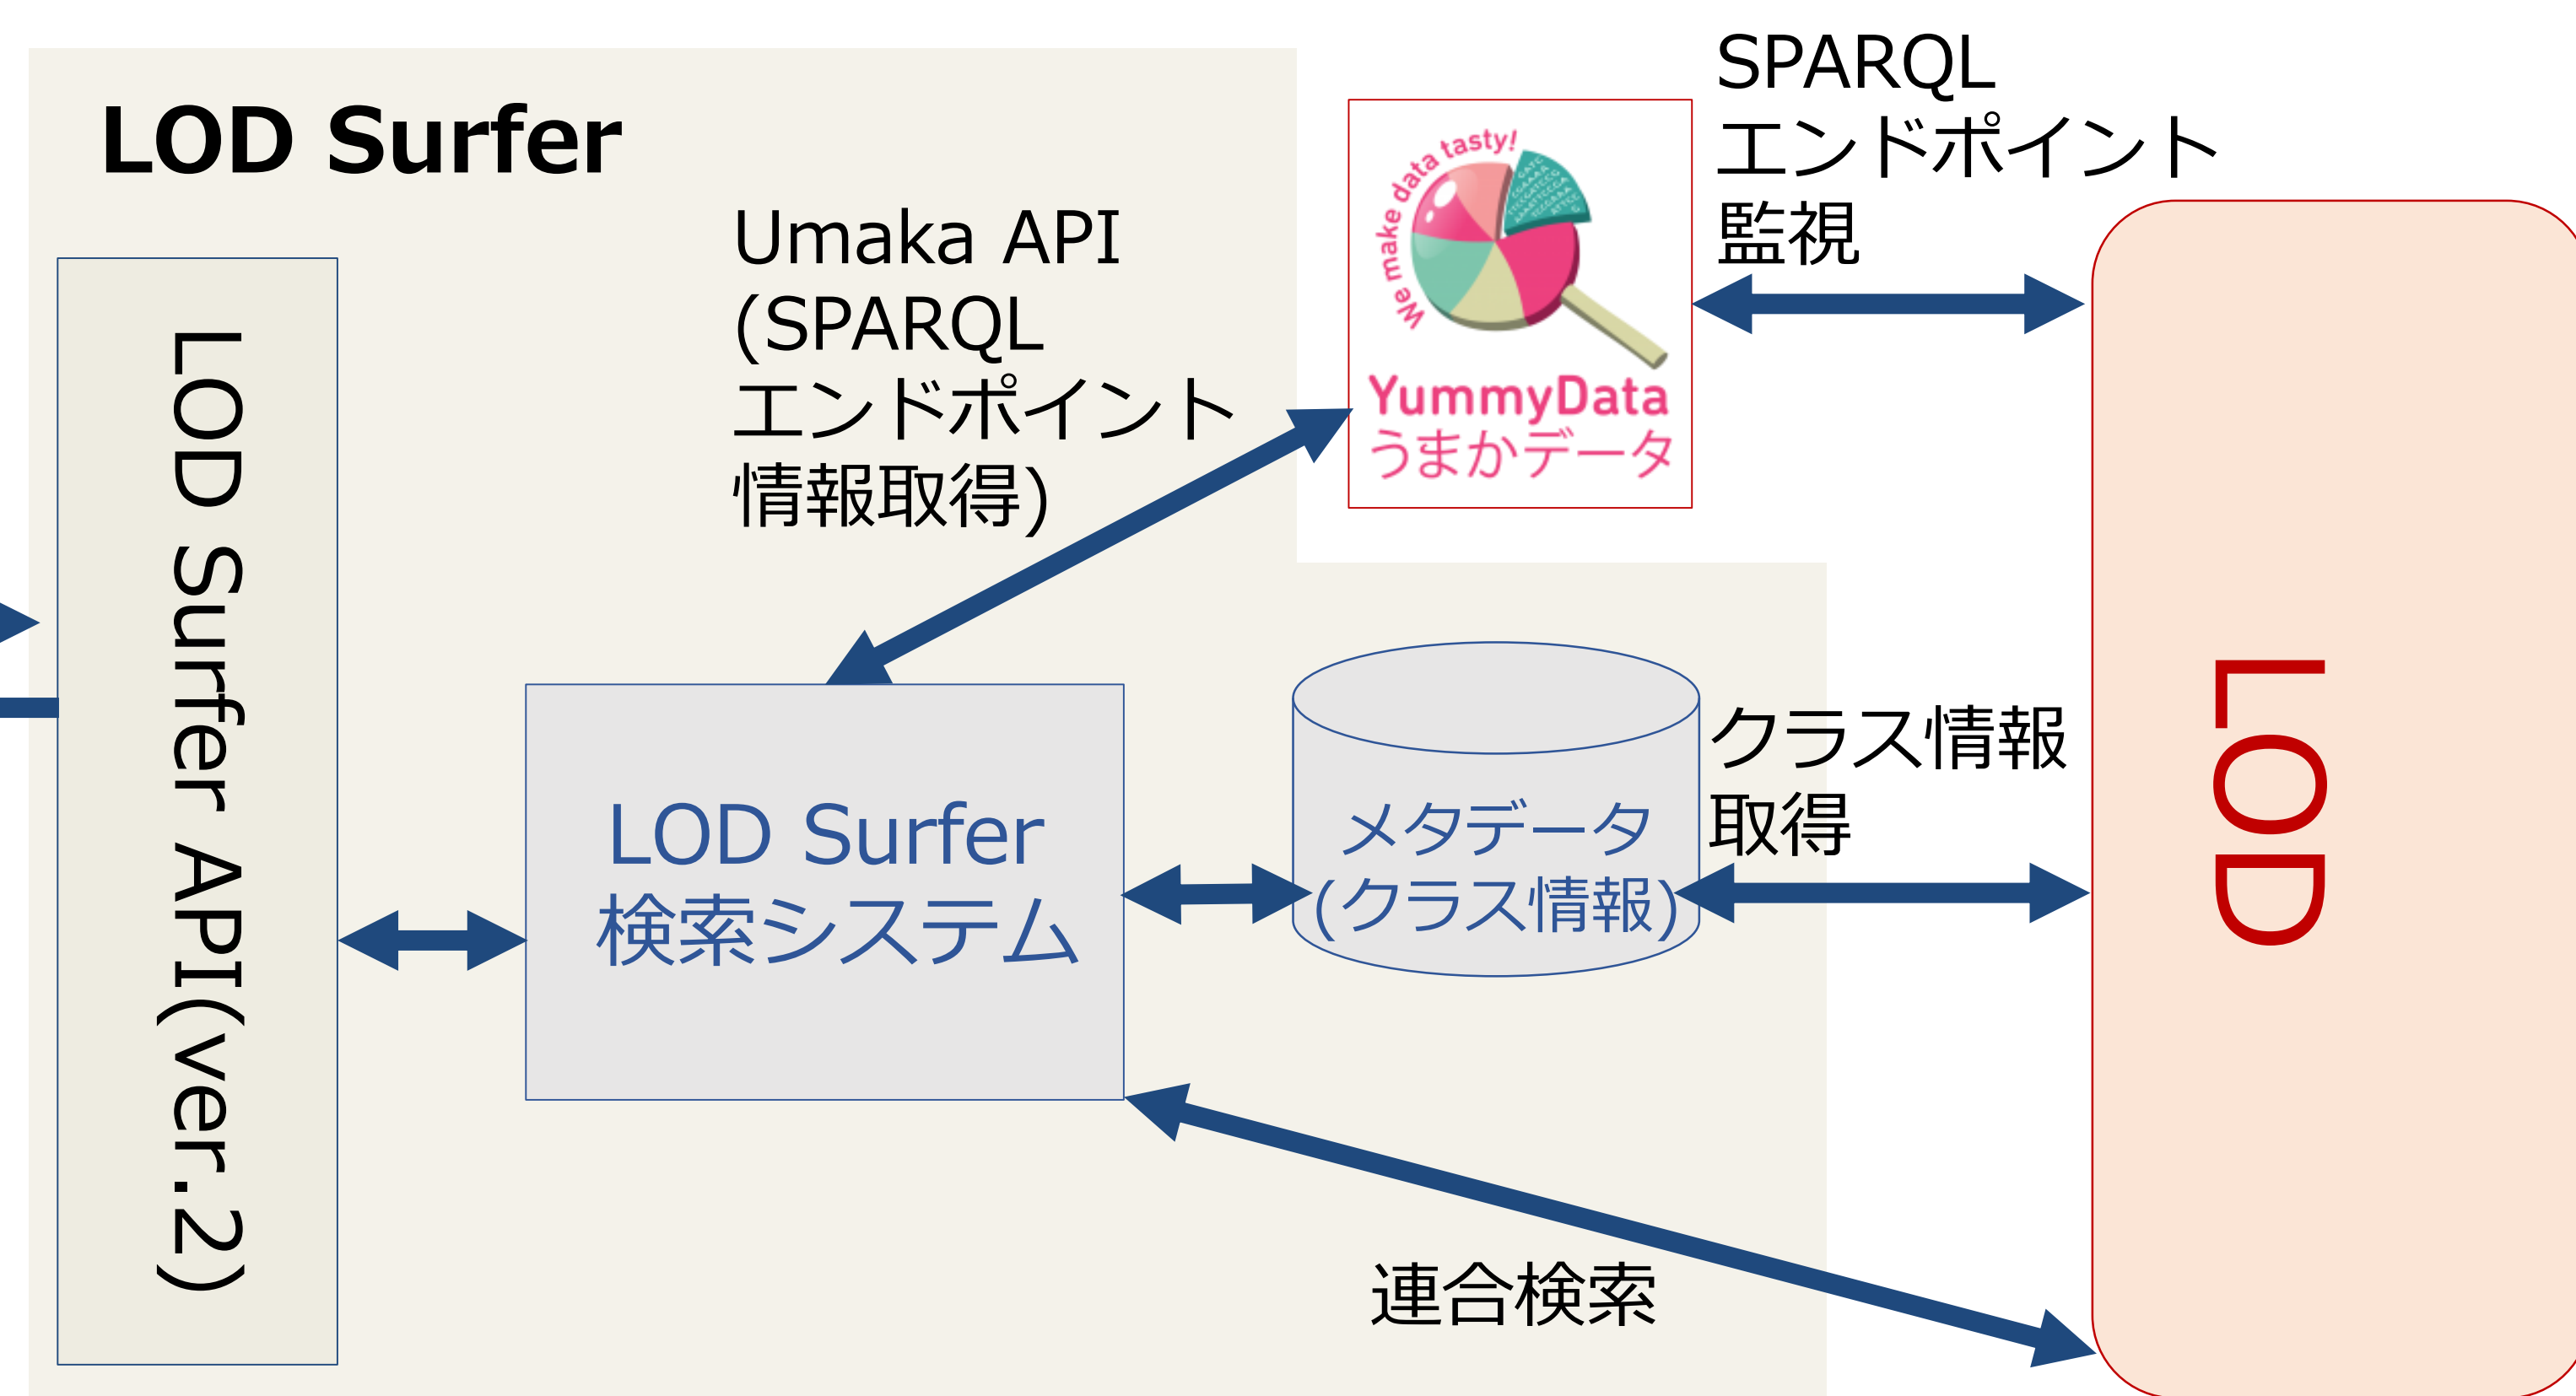 LOD Surfer
SPARQL
エンドポイント
監視
We make data tasty!
YummyData
うまかデータ
Umaka API
(SPARQL
エンドポイント
情報取得)
LOD Surfer API(ver.2)
LOD Surfer
検索システム
メタデータ
(クラス情報)
クラス情報
取得
LOD
連合検索